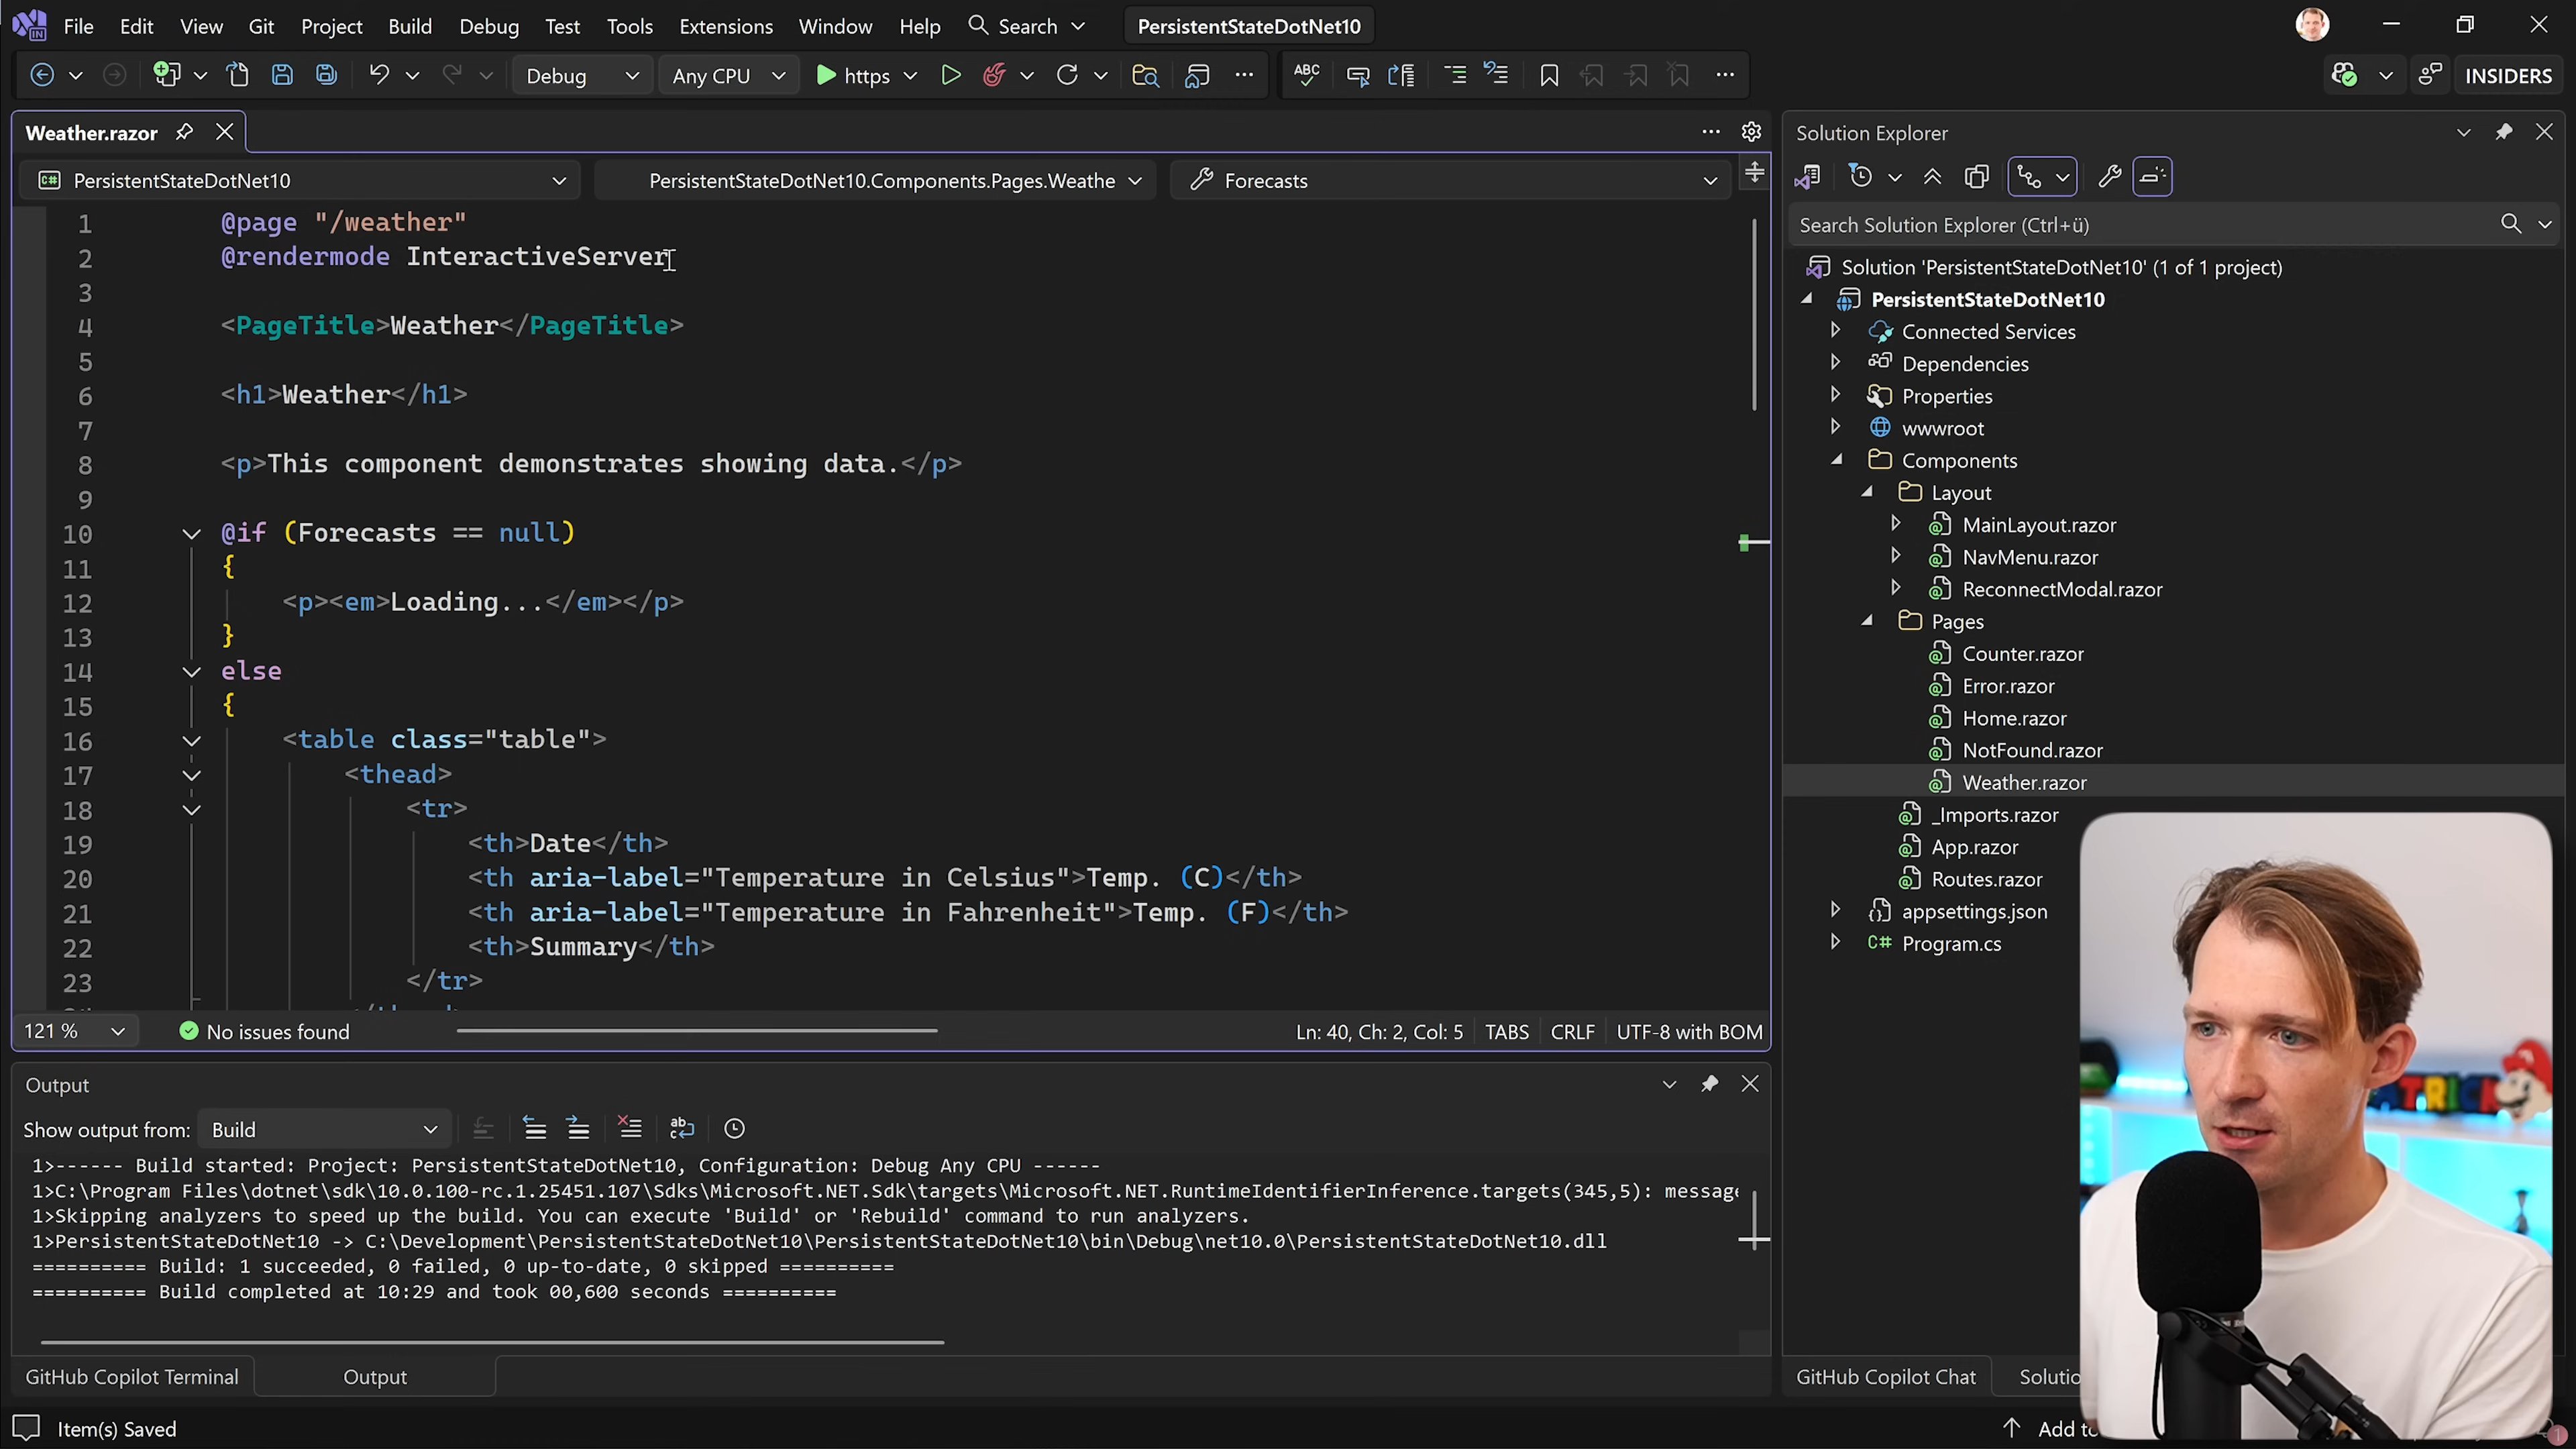 File Edit View Git Project Build Debug Test Tools Extensions Window Help Search PersistentStateDotNet10
Debug Any CPU https INSIDERS
Weather.razor
PersistentStateDotNet10 PersistentStateDotNet10.Components.Pages.Weathe Forecasts
1 @page "/weather"
2 @rendermode InteractiveServer
3
4 <PageTitle>Weather</PageTitle>
5
6 <h1>Weather</h1>
7
8 <p>This component demonstrates showing data.</p>
9
10 @if (Forecasts == null)
11 {
12 <p><em>Loading...</em></p>
13 }
14 else
15 {
16 <table class="table">
17 <thead>
18 <tr>
19 <th>Date</th>
20 <th aria-label="Temperature in Celsius">Temp. (C)</th>
21 <th aria-label="Temperature in Fahrenheit">Temp. (F)</th>
22 <th>Summary</th>
23 </tr>
121 % No issues found Ln: 40, Ch: 2, Col: 5 TABS CRLF UTF-8 with BOM
Output
Show output from: Build
1>------ Build started: Project: PersistentStateDotNet10, Configuration: Debug Any CPU ------
1>C:\Program Files\dotnet\sdk\10.0.100-rc.1.25451.107\Sdks\Microsoft.NET.Sdk\targets\Microsoft.NET.RuntimeIdentifierInference.targets(345,5): message
1>Skipping analyzers to speed up the build. You can execute 'Build' or 'Rebuild' command to run analyzers.
1>PersistentStateDotNet10 -> C:\Development\PersistentStateDotNet10\PersistentStateDotNet10\bin\Debug\net10.0\PersistentStateDotNet10.dll
========== Build: 1 succeeded, 0 failed, 0 up-to-date, 0 skipped ==========
========== Build completed at 10:29 and took 00,600 seconds ==========
GitHub Copilot Terminal Output
Item(s) Saved
Solution Explorer
Search Solution Explorer (Ctrl+ü)
Solution 'PersistentStateDotNet10' (1 of 1 project)
PersistentStateDotNet10
Connected Services
Dependencies
Properties
wwwroot
Components
Layout
MainLayout.razor
NavMenu.razor
ReconnectModal.razor
Pages
Counter.razor
Error.razor
Home.razor
NotFound.razor
Weather.razor
_Imports.razor
App.razor
Routes.razor
appsettings.json
C# Program.cs
TRICK
GitHub Copilot Chat Solutio
Add to